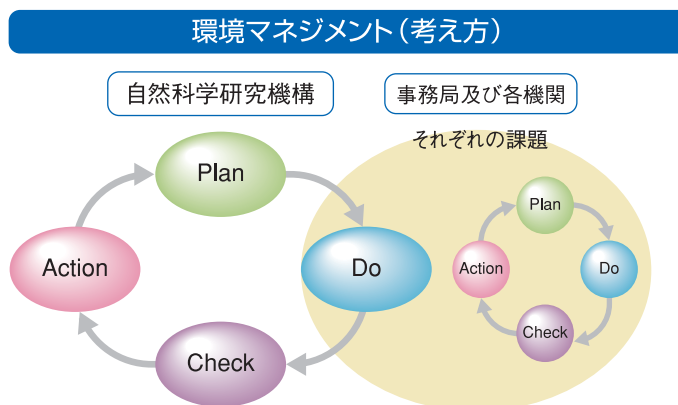 環境マネジメント（考え方）
自然科学研究機構
事務局及び各機関
それぞれの課題
Plan
Do
Check
Action
Plan
Do
Check
Action